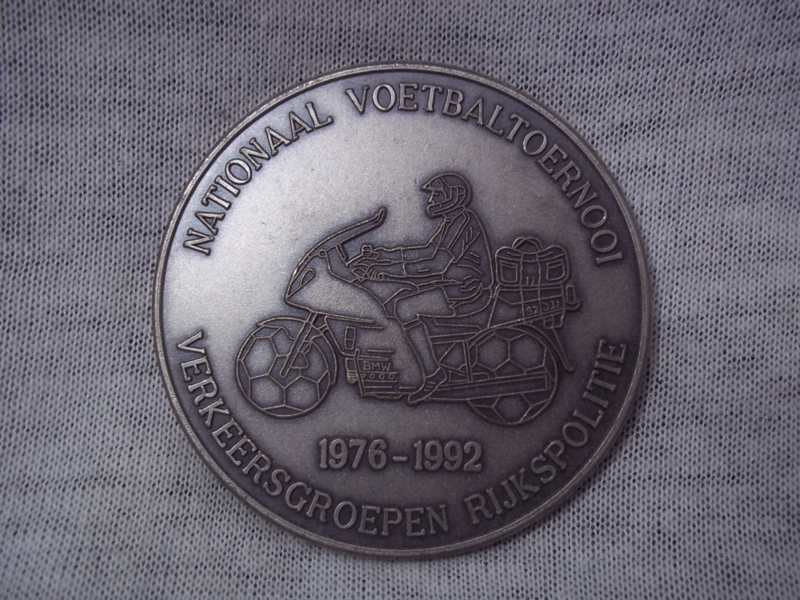 NATIONAAL VOETBALTOERNOOI
BMW
1976-1992
VERKEERSGROEPEN RIJKSPOLITIE